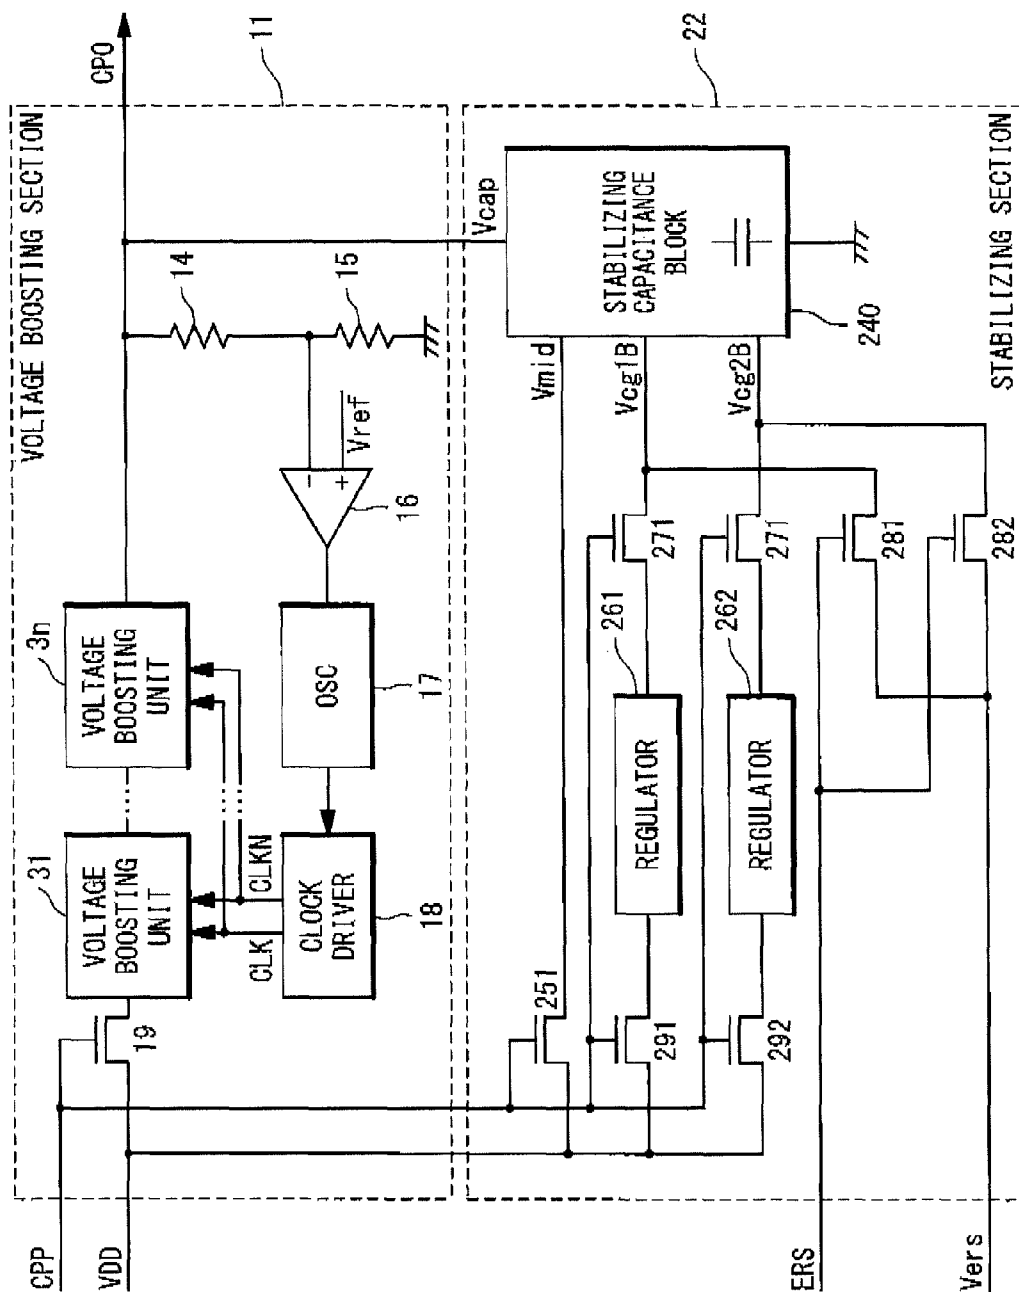 CPP
VDD
ERS
Vers
VOLTAGE BOOSTING SECTION
11
CPO
19
31
VOLTAGE
BOOSTING
UNIT
3n
VOLTAGE
BOOSTING
UNIT
CLK
CLKN
CLOCK
DRIVER
18
OSC
17
16
-
+
Vref
14
15
STABILIZING SECTION
22
251
291
292
REGULATOR
261
REGULATOR
262
271
271
281
282
Vmid
Vcg1B
Vcg2B
Vcap
STABILIZING
CAPACITANCE
BLOCK
240